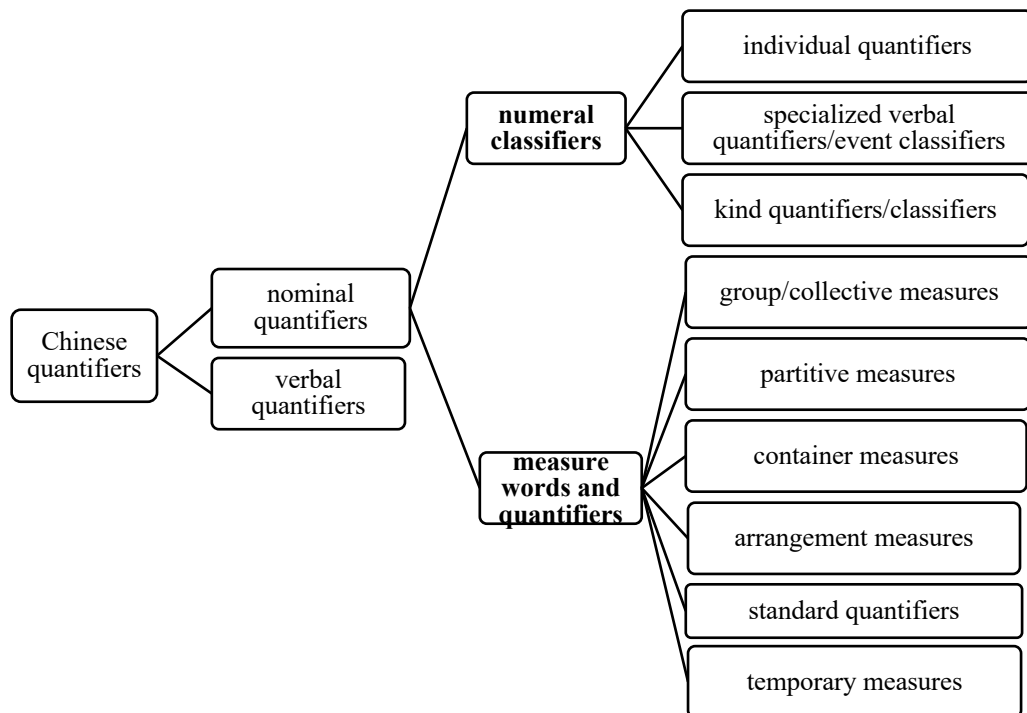 Chinese
quantifiers
nominal
quantifiers
verbal
quantifiers
numeral
classifiers
measure
words and
quantifiers
individual quantifiers
specialized verbal
quantifiers/event classifiers
kind quantifiers/classifiers
group/collective measures
partitive measures
container measures
arrangement measures
standard quantifiers
temporary measures